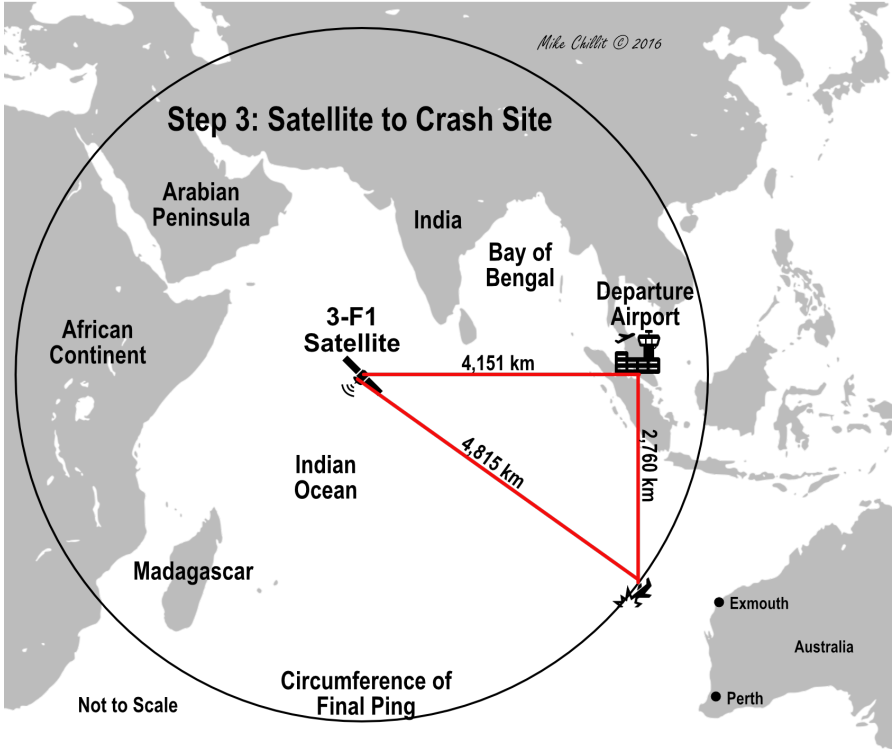 Mike Chillit © 2016
Step 3: Satellite to Crash Site
Arabian
Peninsula
India
Bay of
Bengal
Departure
Airport
3-F1
Satellite
African
Continent
4,151 km
4,815 km
2,760 km
Indian
Ocean
Madagascar
Exmouth
Australia
Circumference of
Final Ping
Not to Scale
Perth